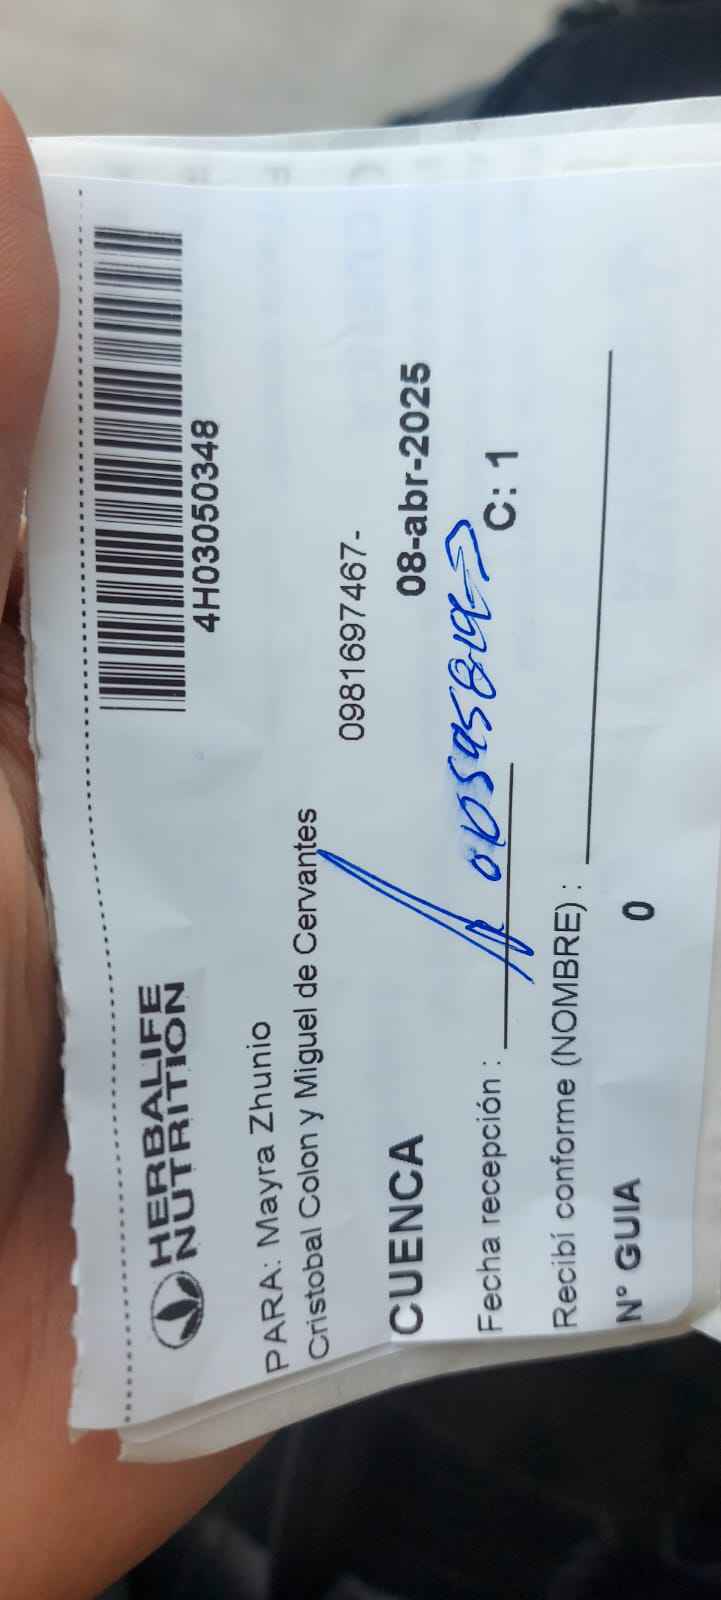 HERBALIFE
NUTRITION
4H03050348
PARA: Mayra Zhunio
Cristobal Colon y Miguel de Cervantes
0981697467-
CUENCA
08-abr-2025
Fecha recepción :
C: 1
Recibí conforme (NOMBRE) :
N° GUIA 0